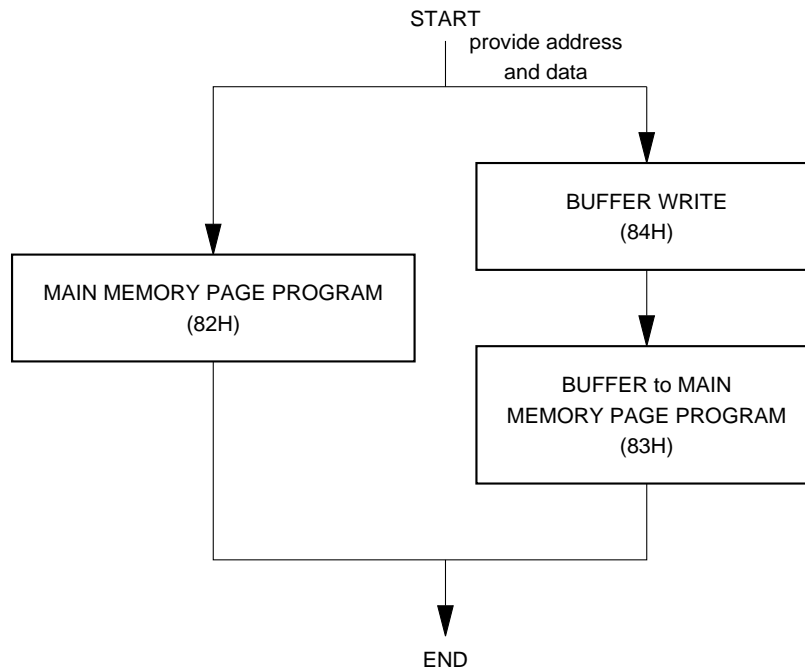 START
provide address
and data
BUFFER WRITE
(84H)
MAIN MEMORY PAGE PROGRAM
(82H)
BUFFER to MAIN
MEMORY PAGE PROGRAM
(83H)
END